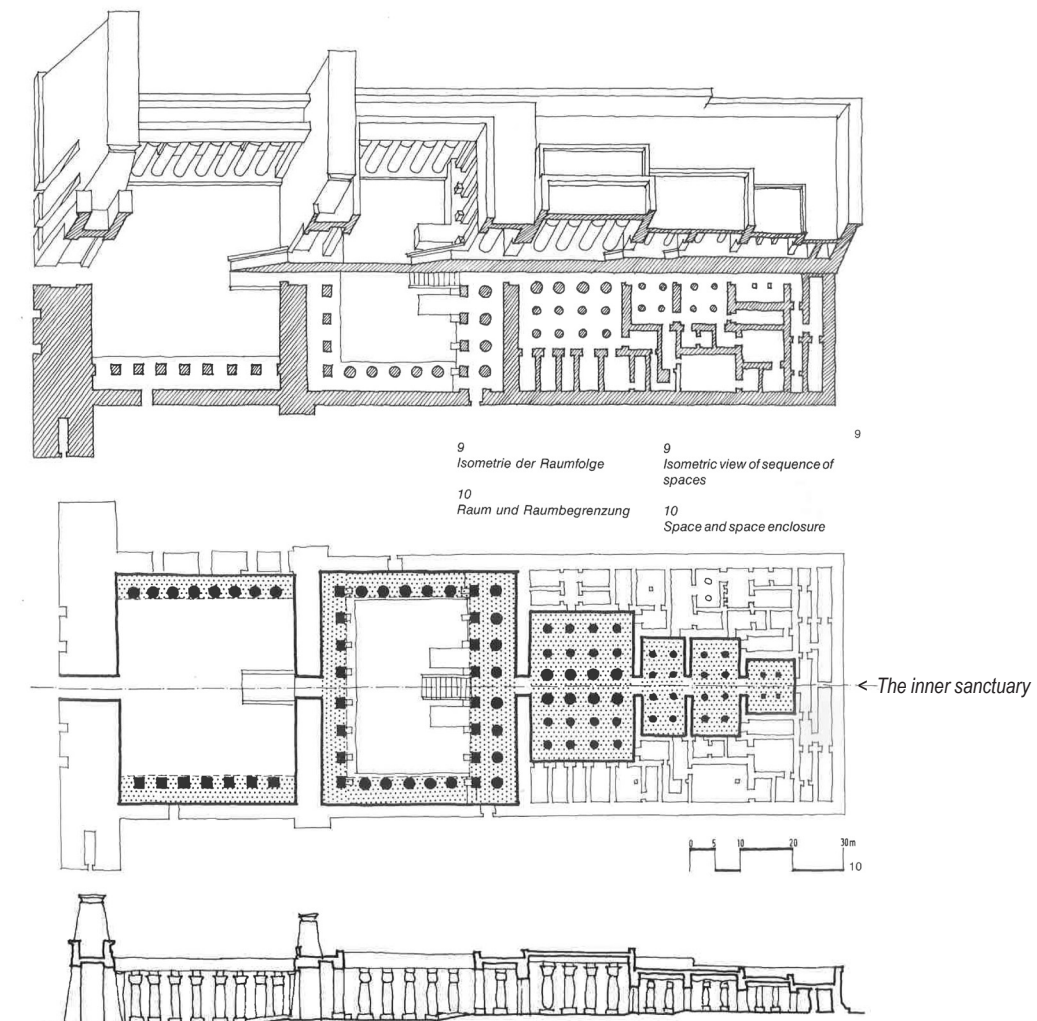 9
9
Isometrie der Raumfolge
10
Raum und Raumbegrenzung
9
Isometric view of sequence of
spaces
10
Space and space enclosure
The inner sanctuary
0 5 10 20 30 m
10